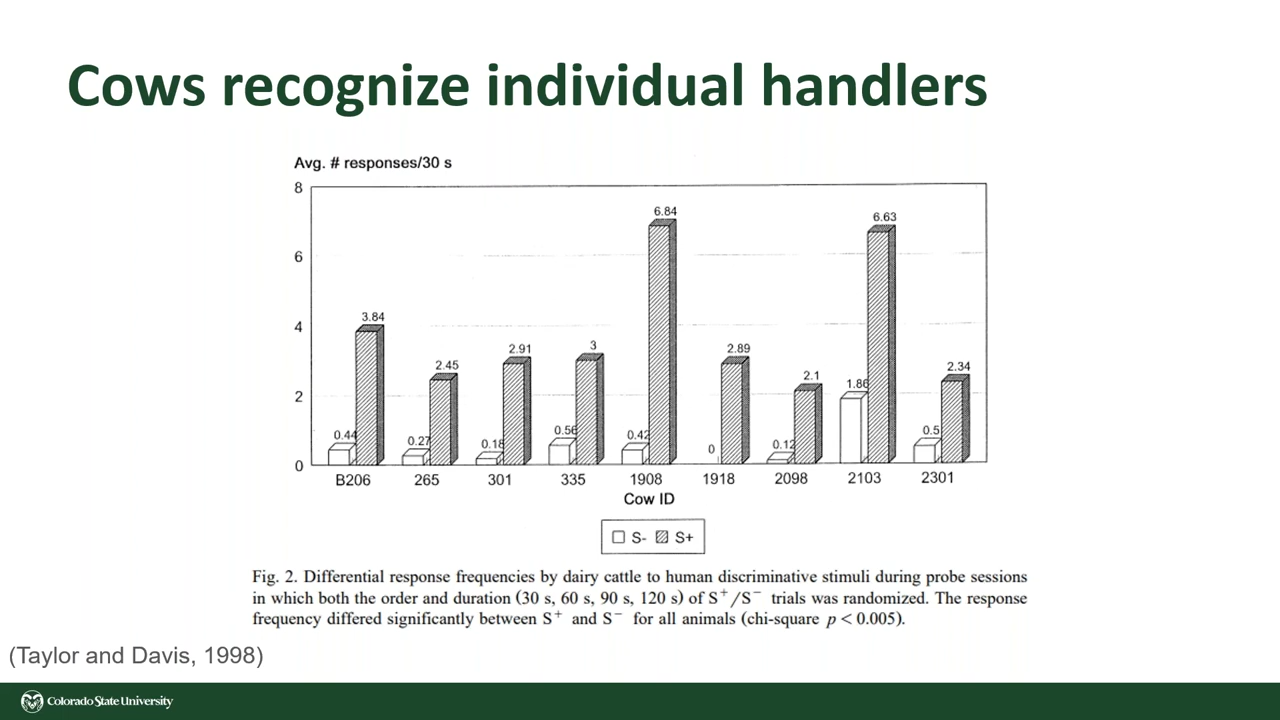 Cows recognize individual handlers
Avg. # responses/30 s
8
6
4
2
0
3.84
2.45
2.91
3
6.84
2.89
2.1
6.63
2.34
0.44
0.27
0.18
0.56
0.42
0
0.12
1.86
0.5
B206 265 301 335 1908 1918 2098 2103 2301
Cow ID
S- S+
Fig. 2. Differential response frequencies by dairy cattle to human discriminative stimuli during probe sessions
in which both the order and duration (30 s, 60 s, 90 s, 120 s) of S⁺/S⁻ trials was randomized. The response
frequency differed significantly between S⁺ and S⁻ for all animals (chi-square p < 0.005).
(Taylor and Davis, 1998)
Colorado State University